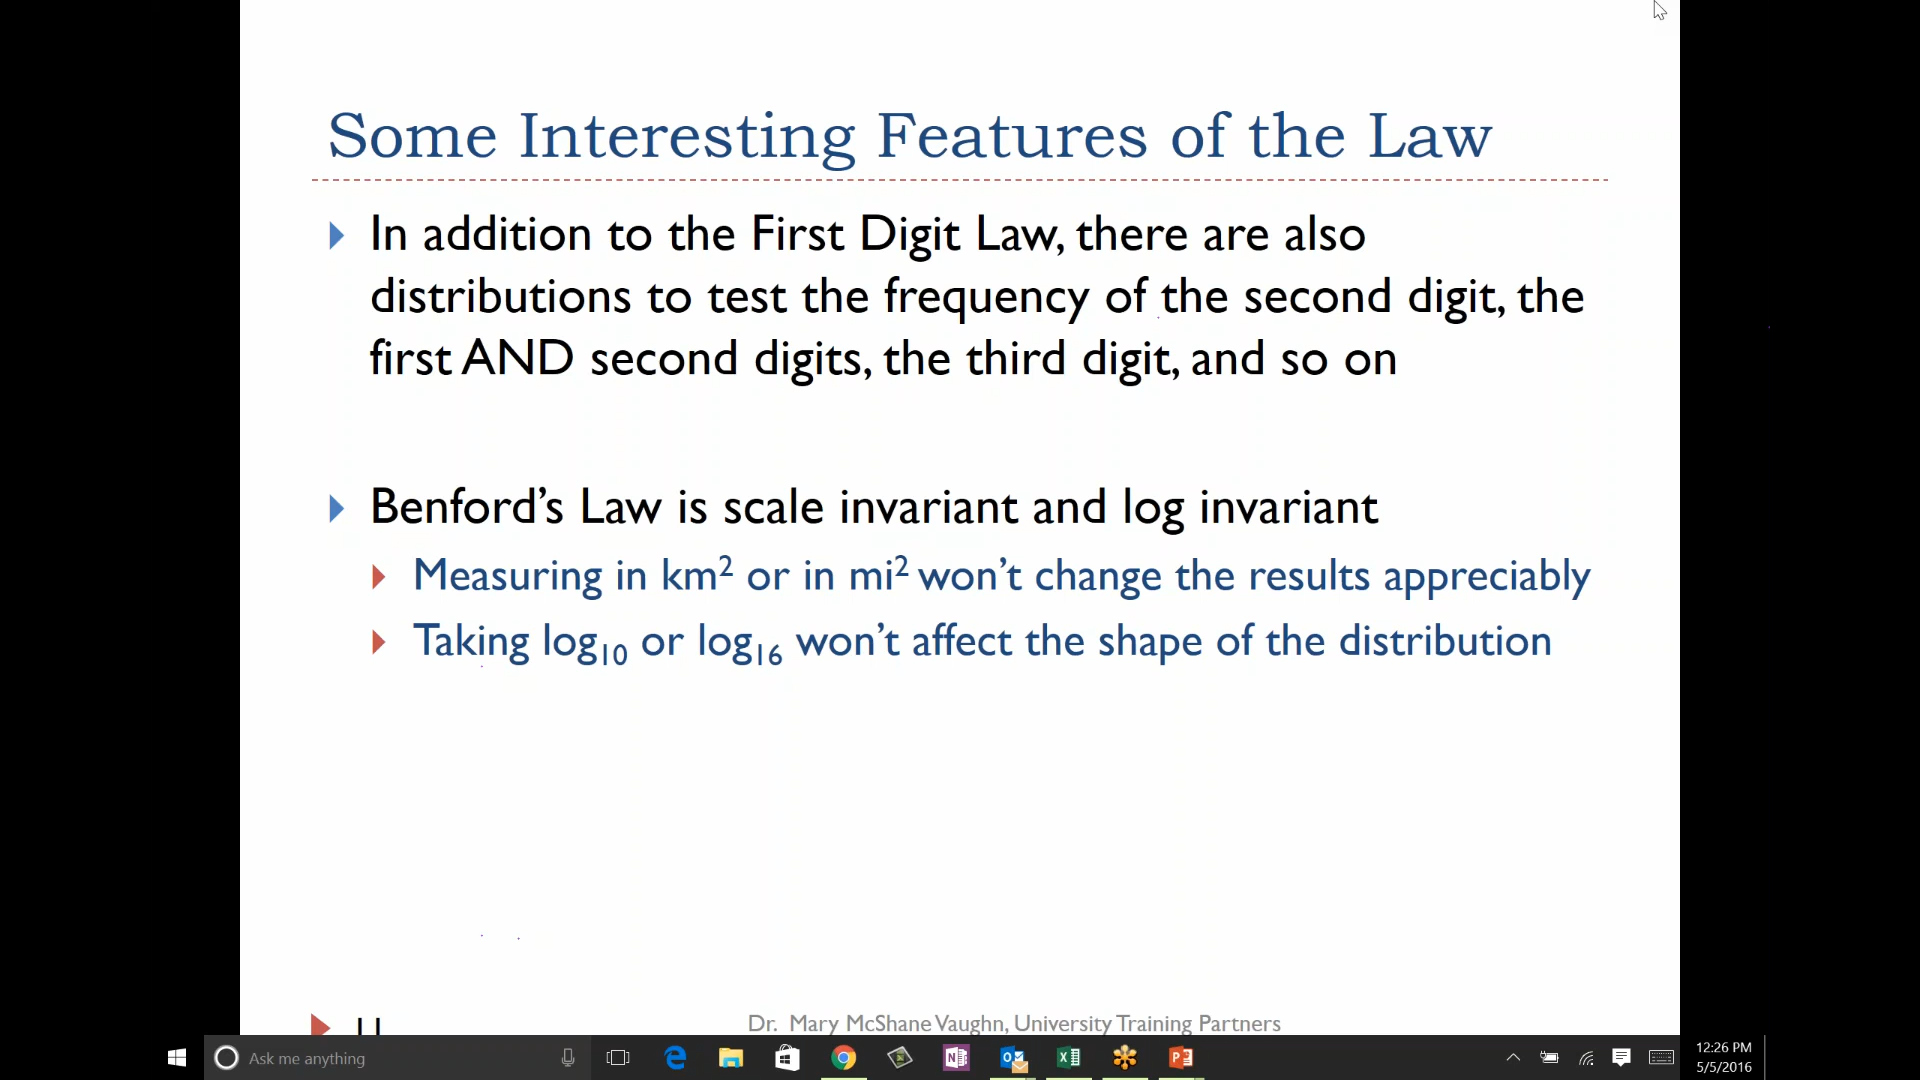 Some Interesting Features of the Law
In addition to the First Digit Law, there are also
distributions to test the frequency of the second digit, the
first AND second digits, the third digit, and so on
Benford’s Law is scale invariant and log invariant
Measuring in km² or in mi² won’t change the results appreciably
Taking log₁₀ or log₁₆ won’t affect the shape of the distribution
Dr. Mary McShane Vaughn, University Training Partners
Ask me anything
12:26 PM
5/5/2016